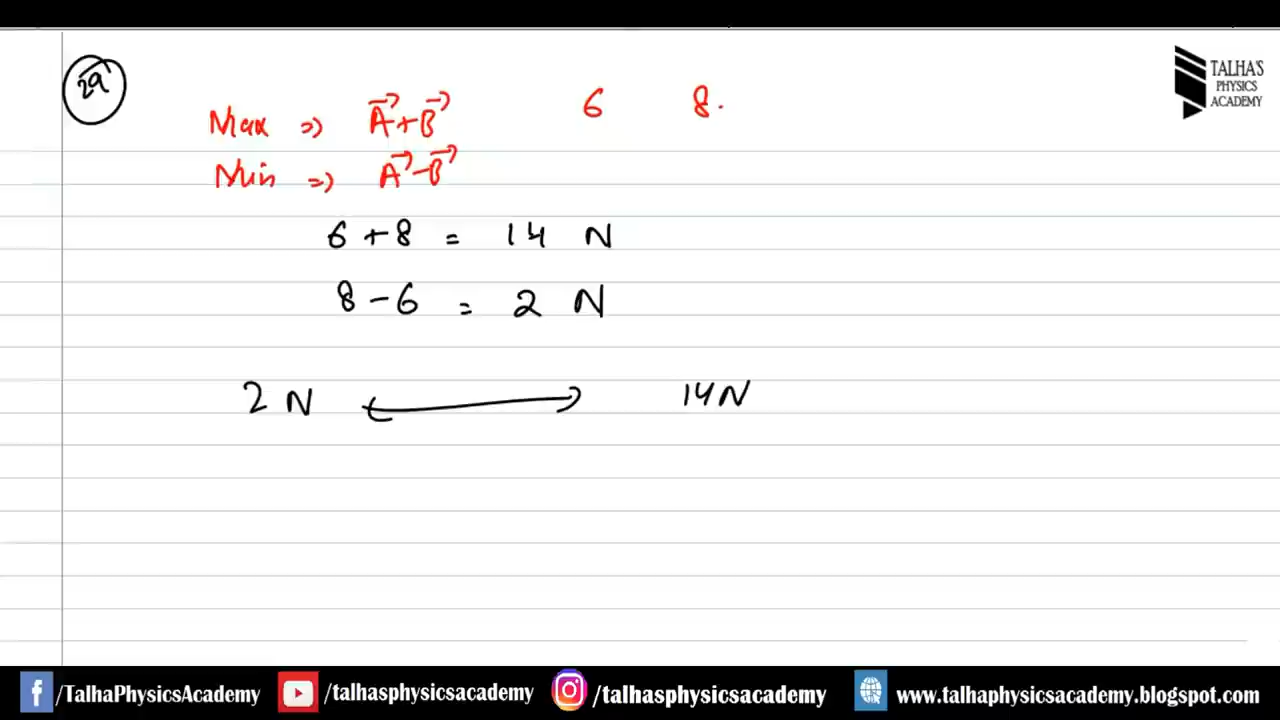 29
TALHA'S
PHYSICS
ACADEMY
Max => A⃗+B⃗ 6 8.
Min => A⃗-B⃗
6 + 8 = 14 N
8 - 6 = 2 N
2 N ⟷ 14N
/TalhaPhysicsAcademy /talhasphysicsacademy /talhasphysicsacademy www.talhaphysicsacademy.blogspot.com